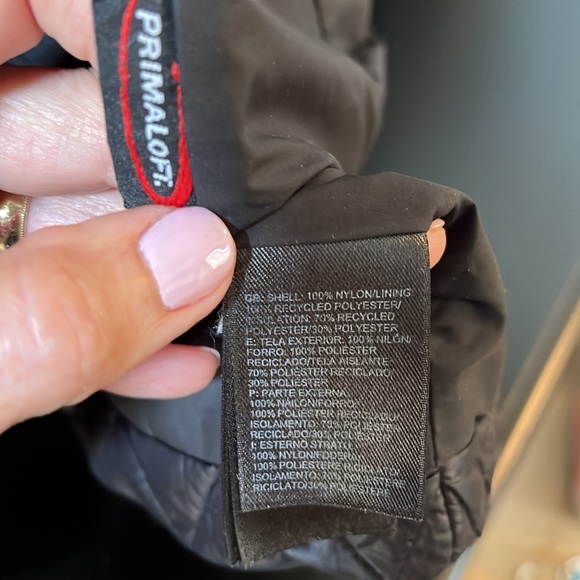 PRIMALOFT.
GB: SHELL: 100% NYLON/LINING
100% RECYCLED POLYESTER/
70% RECYCLED
POLYESTER/30% POLYESTER
E: TELA EXTERIOR: 100% NILÓN/
FORRO: 100% POLIÉSTER
RECICLADO/TELA AISLANTE
70% POLIÉSTER RECICLADO,
30% POLIÉSTER
P: PARTE EXTERNA:
100% NAILON/FORRO:
100% POLIÉSTER RECICLADO/
ISOLAMENTO: 70% POLIÉSTER
RECICLADO/30% POLIÉSTER
I: ESTERNO STRATO:
100% NYLON/FODERA:
100% POLIESTERE RICICLATO/
ISOLAMENTO: 70% POLIESTERE
RICICLATO/30% POLIESTERE